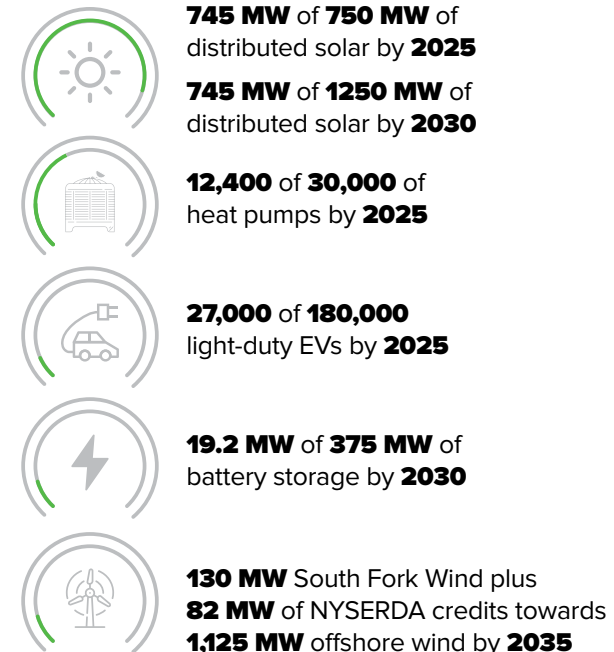 745 MW of 750 MW of
distributed solar by 2025
745 MW of 1250 MW of
distributed solar by 2030
12,400 of 30,000 of
heat pumps by 2025
27,000 of 180,000
light-duty EVs by 2025
19.2 MW of 375 MW of
battery storage by 2030
130 MW South Fork Wind plus
82 MW of NYSERDA credits towards
1,125 MW offshore wind by 2035